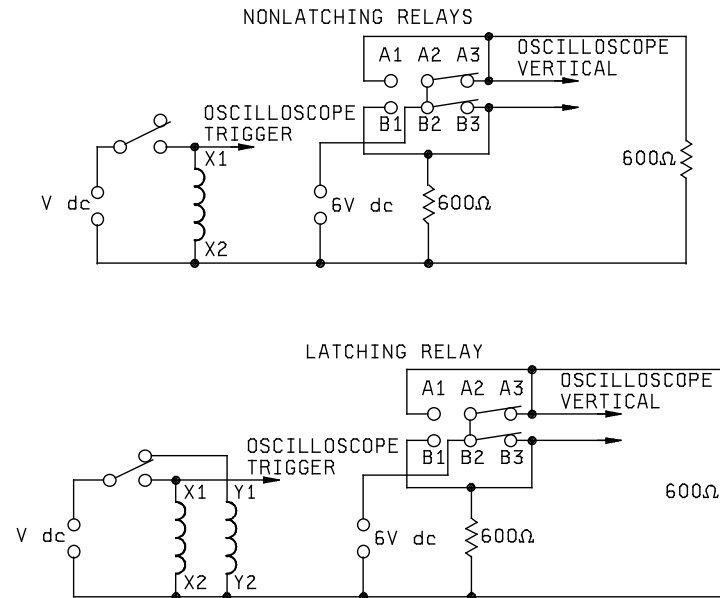 NONLATCHING RELAYS
A1 A2 A3
OSCILLOSCOPE
VERTICAL
OSCILLOSCOPE
TRIGGER
B1 B2 B3
X1
600Ω
V dc
6V dc
600Ω
X2
LATCHING RELAY
A1 A2 A3
OSCILLOSCOPE
VERTICAL
OSCILLOSCOPE
TRIGGER
B1 B2 B3
X1 Y1
600Ω
V dc
6V dc
600Ω
X2 Y2